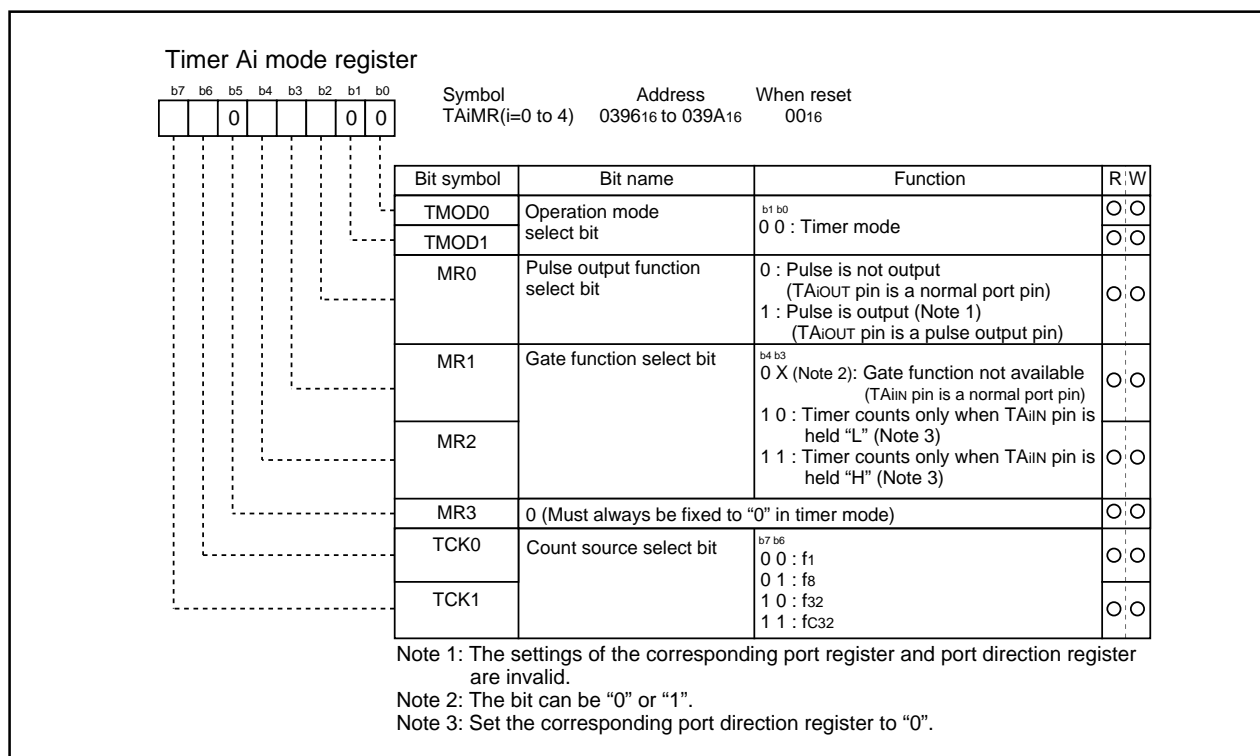 Timer Ai mode register
b7 b6 b5 b4 b3 b2 b1 b0
0 0 0
Symbol Address When reset
TAiMR(i=0 to 4) 039616 to 039A16 0016
Bit symbol Bit name Function R W
TMOD0 Operation mode select bit b1 b0
0 0 : Timer mode
TMOD1
MR0 Pulse output function select bit 0 : Pulse is not output
(TAiOUT pin is a normal port pin)
1 : Pulse is output (Note 1)
(TAiOUT pin is a pulse output pin)
MR1 Gate function select bit b4 b3
0 X (Note 2): Gate function not available
(TAiIN pin is a normal port pin)
1 0 : Timer counts only when TAiIN pin is
held “L” (Note 3)
MR2
1 1 : Timer counts only when TAiIN pin is
held “H” (Note 3)
MR3 0 (Must always be fixed to “0” in timer mode)
TCK0 Count source select bit b7 b6
0 0 : f1
0 1 : f8
TCK1
1 0 : f32
1 1 : fC32
Note 1: The settings of the corresponding port register and port direction register
are invalid.
Note 2: The bit can be “0” or “1”.
Note 3: Set the corresponding port direction register to “0”.